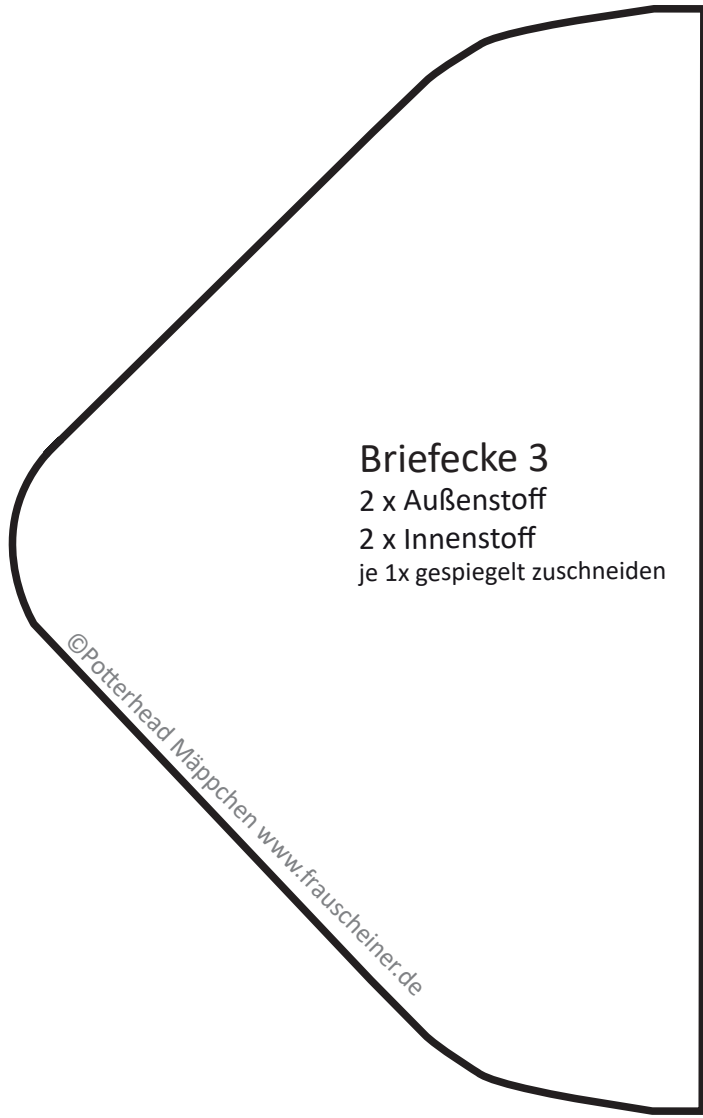 Briefecke 3
2 x Außenstoff
2 x Innenstoff
je 1x gespiegelt zuschneiden
©Potterhead Mäppchen www.frauscheiner.de